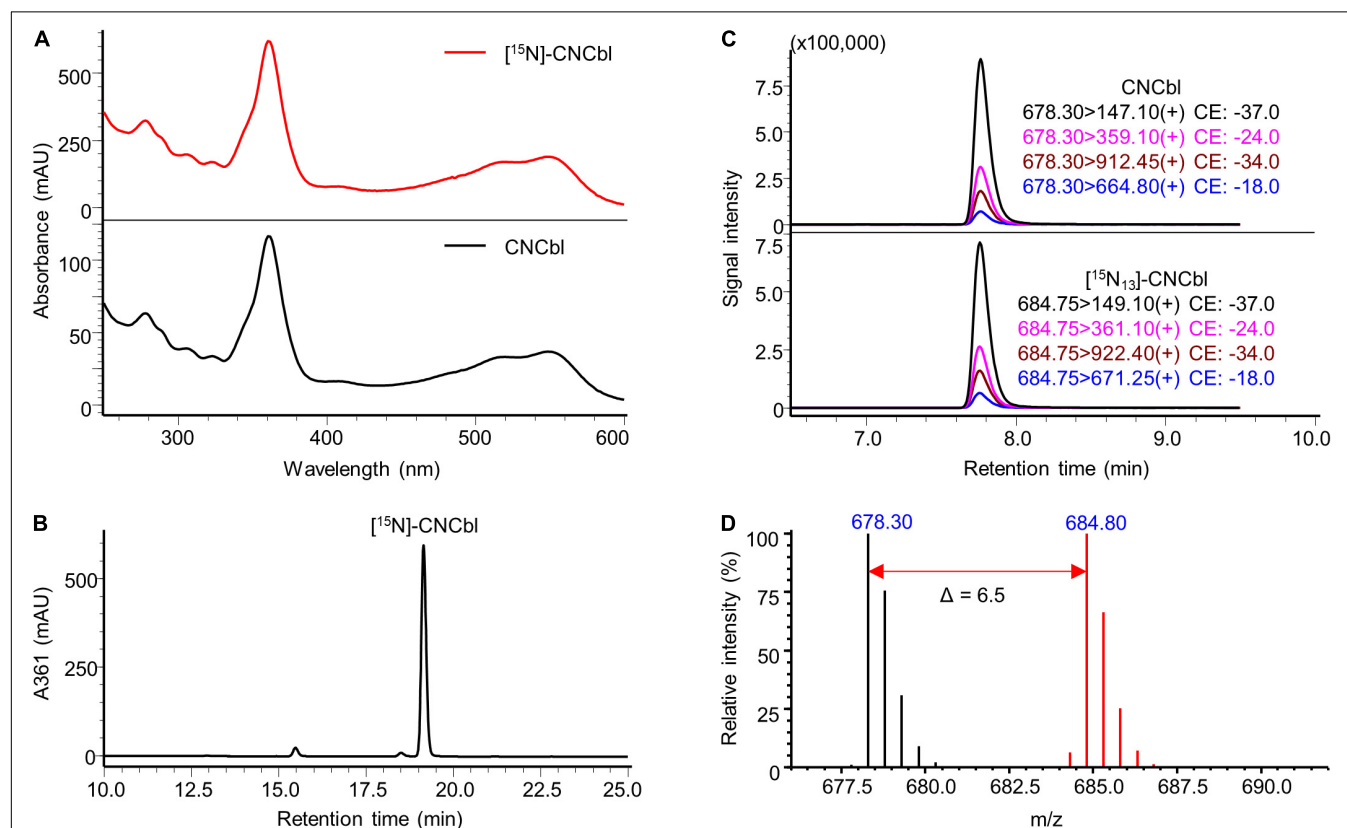 A
[¹⁵N]-CNCbl
500
250
0
CNCbl
100
50
0
Absorbance (mAU)
300 400 500 600
Wavelength (nm)
B
[¹⁵N]-CNCbl
500
250
0
A361 (mAU)
10.0 12.5 15.0 17.5 20.0 22.5 25.0
Retention time (min)
C
(x100,000)
CNCbl
678.30>147.10(+) CE: -37.0
678.30>359.10(+) CE: -24.0
678.30>912.45(+) CE: -34.0
678.30>664.80(+) CE: -18.0
7.5
5.0
2.5
0
[¹⁵N₁₃]-CNCbl
684.75>149.10(+) CE: -37.0
684.75>361.10(+) CE: -24.0
684.75>922.40(+) CE: -34.0
684.75>671.25(+) CE: -18.0
7.5
5.0
2.5
0
Signal intensity
7.0 8.0 9.0 10.0
Retention time (min)
D
678.30 684.80
Δ = 6.5
100
75
50
25
0
Relative intensity (%)
677.5 680.0 682.5 685.0 687.5 690.0
m/z